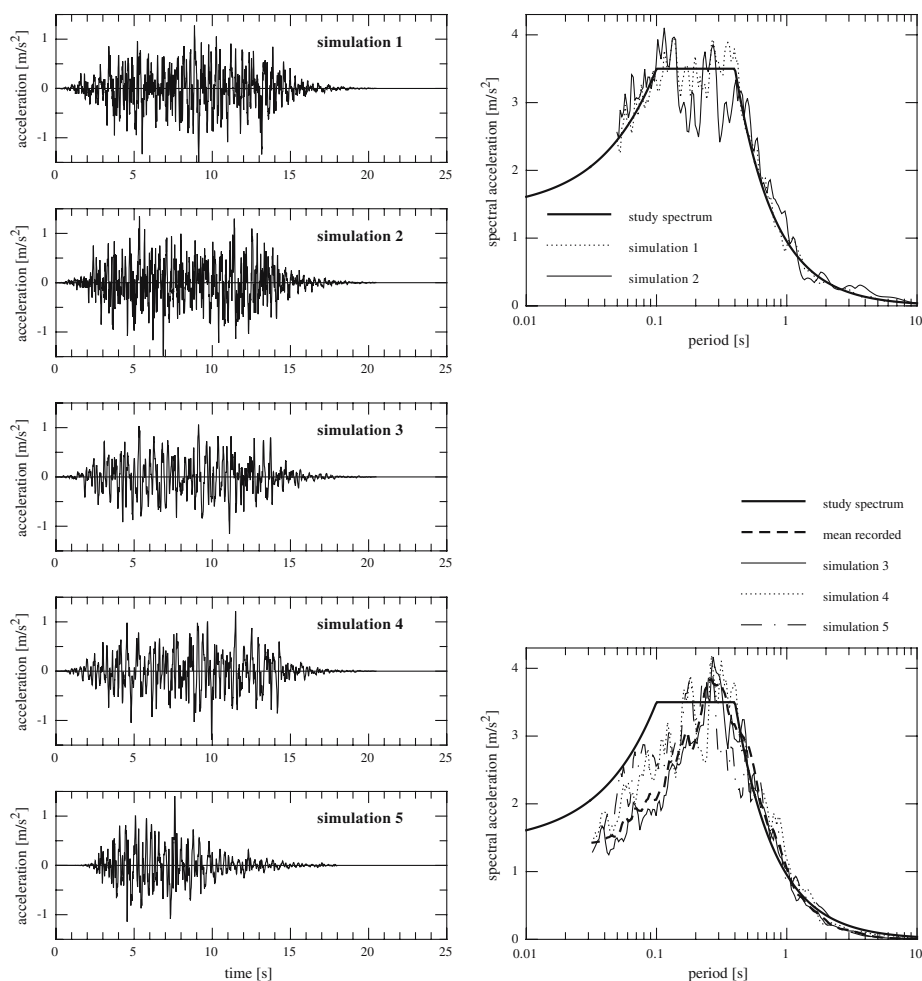 simulation 1
acceleration [m/s²]
1
0
-1
0 5 10 15 20 25
simulation 2
acceleration [m/s²]
1
0
-1
0 5 10 15 20 25
simulation 3
acceleration [m/s²]
1
0
-1
0 5 10 15 20 25
simulation 4
acceleration [m/s²]
1
0
-1
0 5 10 15 20 25
simulation 5
acceleration [m/s²]
1
0
-1
0 5 10 15 20 25
time [s]
spectral acceleration [m/s²]
4
3
2
1
0
study spectrum
simulation 1
simulation 2
0.01 0.1 1 10
period [s]
study spectrum
mean recorded
simulation 3
simulation 4
simulation 5
spectral acceleration [m/s²]
4
3
2
1
0
0.01 0.1 1 10
period [s]